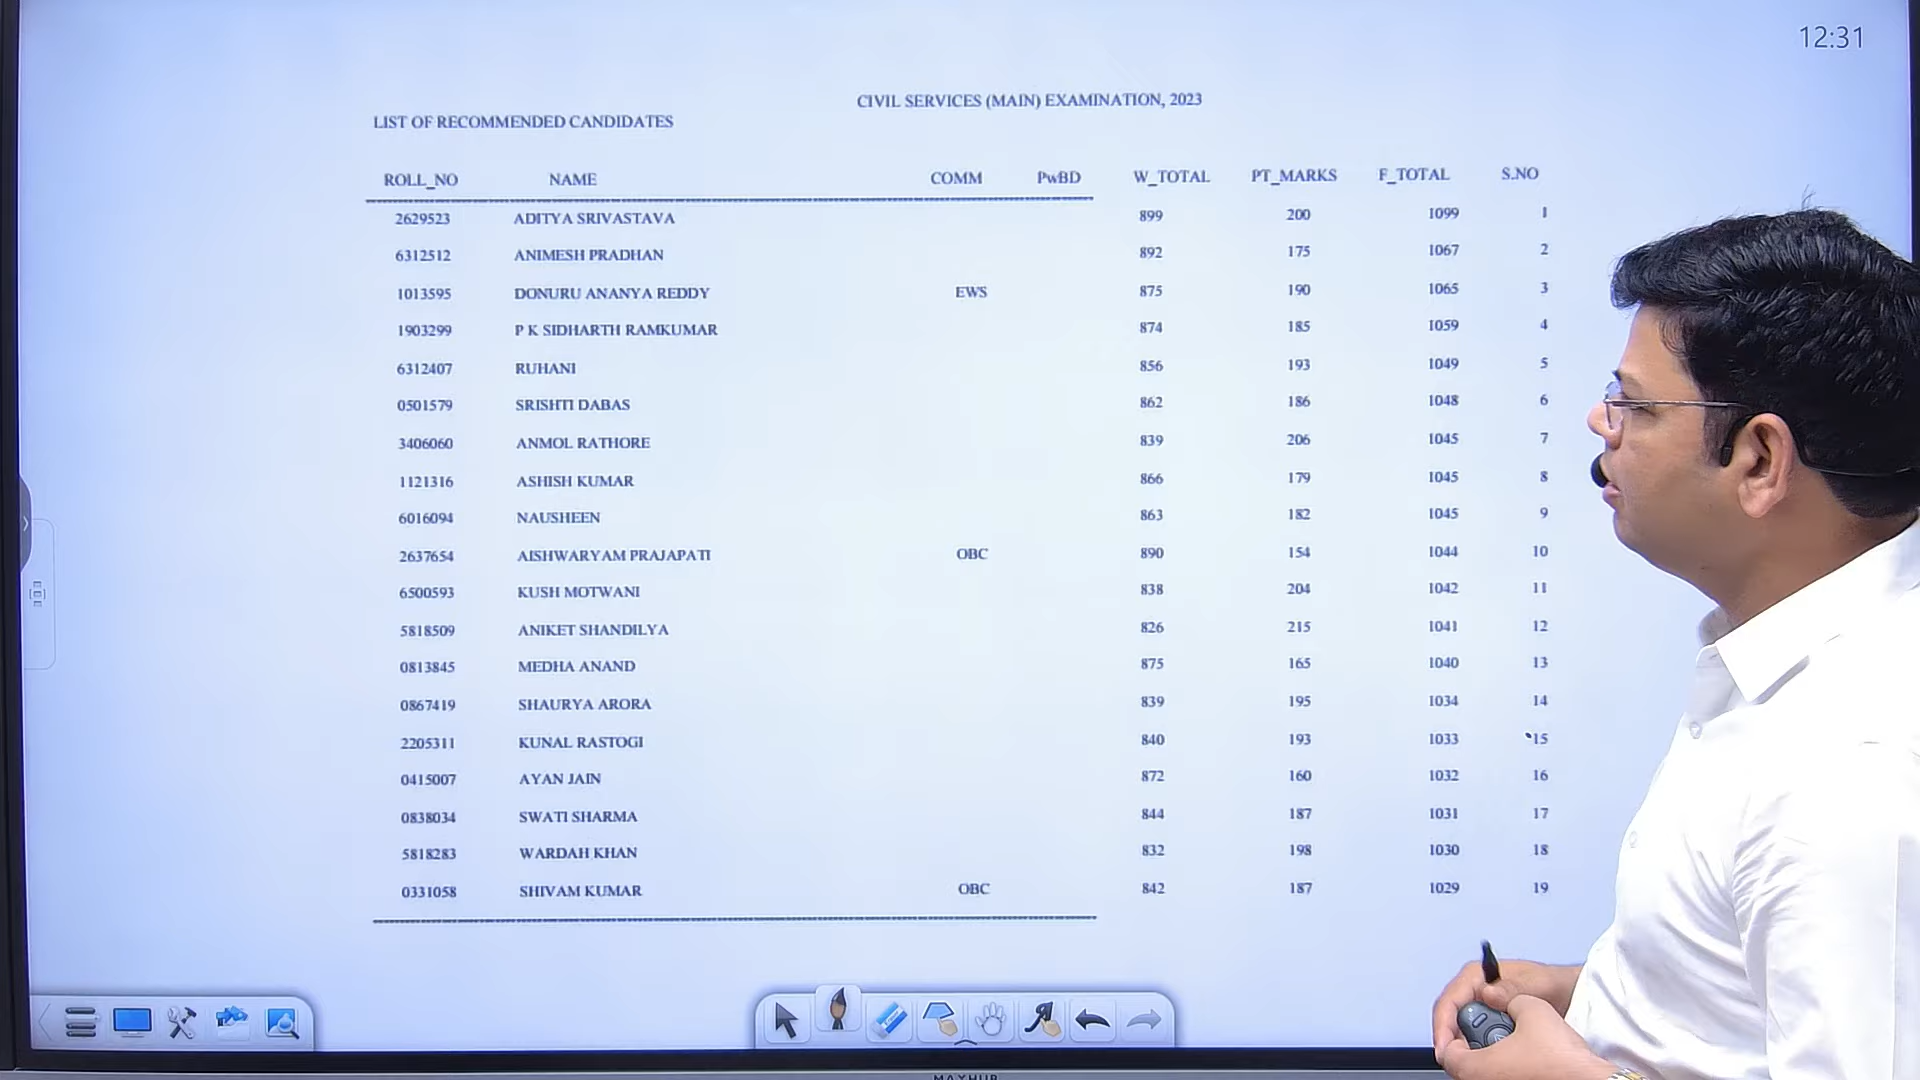 12:31
CIVIL SERVICES (MAIN) EXAMINATION, 2023
LIST OF RECOMMENDED CANDIDATES
ROLL_NO NAME COMM PwBD W_TOTAL PT_MARKS F_TOTAL S.NO
2629523 ADITYA SRIVASTAVA 899 200 1099 1
6312512 ANIMESH PRADHAN 892 175 1067 2
1013595 DONURU ANANYA REDDY EWS 875 190 1065 3
1903299 P K SIDHARTH RAMKUMAR 874 185 1059 4
6312407 RUHANI 856 193 1049 5
0501579 SRISHTI DABAS 862 186 1048 6
3406060 ANMOL RATHORE 839 206 1045 7
1121316 ASHISH KUMAR 866 179 1045 8
6016094 NAUSHEEN 863 182 1045 9
2637654 AISHWARYAM PRAJAPATI OBC 890 154 1044 10
6500593 KUSH MOTWANI 838 204 1042 11
5818509 ANIKET SHANDILYA 826 215 1041 12
0813845 MEDHA ANAND 875 165 1040 13
0867419 SHAURYA ARORA 839 195 1034 14
2205311 KUNAL RASTOGI 840 193 1033 15
0415007 AYAN JAIN 872 160 1032 16
0838034 SWATI SHARMA 844 187 1031 17
5818283 WARDAH KHAN 832 198 1030 18
0331058 SHIVAM KUMAR OBC 842 187 1029 19